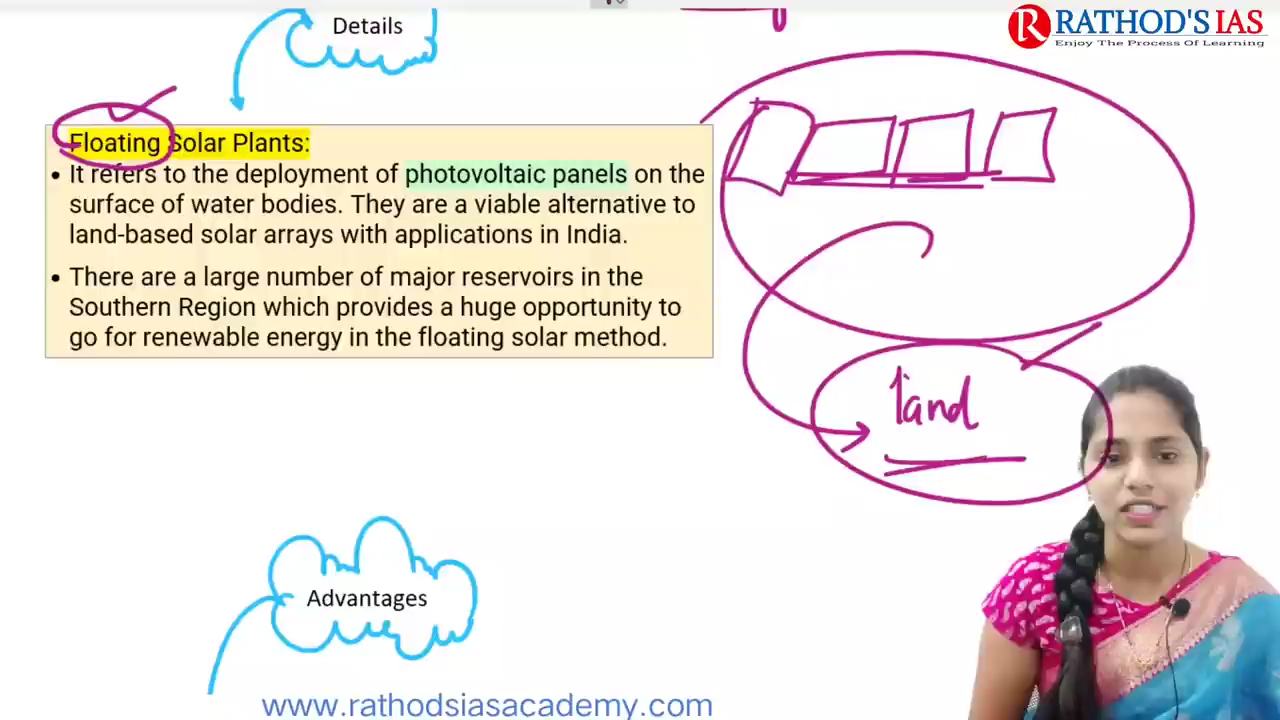 Details
RATHOD'S IAS
Enjoy The Process Of Learning
Floating Solar Plants:
• It refers to the deployment of photovoltaic panels on the
surface of water bodies. They are a viable alternative to
land-based solar arrays with applications in India.
• There are a large number of major reservoirs in the
Southern Region which provides a huge opportunity to
go for renewable energy in the floating solar method.
land
Advantages
www.rathodsiasacademy.com